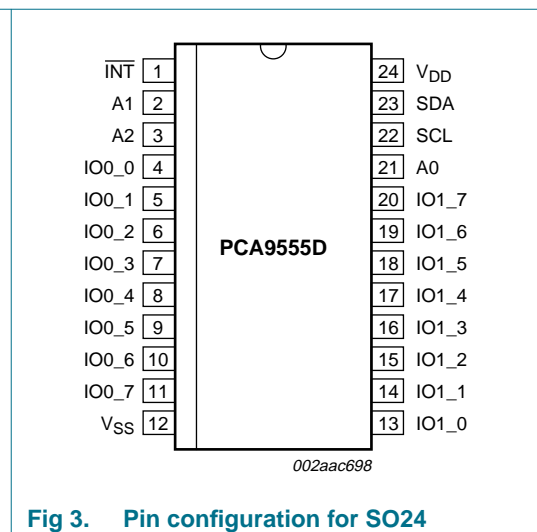 INT 1 24 VDD
A1 2 23 SDA
A2 3 22 SCL
IO0_0 4 21 A0
IO0_1 5 20 IO1_7
IO0_2 6 19 IO1_6
PCA9555D
IO0_3 7 18 IO1_5
IO0_4 8 17 IO1_4
IO0_5 9 16 IO1_3
IO0_6 10 15 IO1_2
IO0_7 11 14 IO1_1
VSS 12 13 IO1_0
002aac698
Fig 3. Pin configuration for SO24